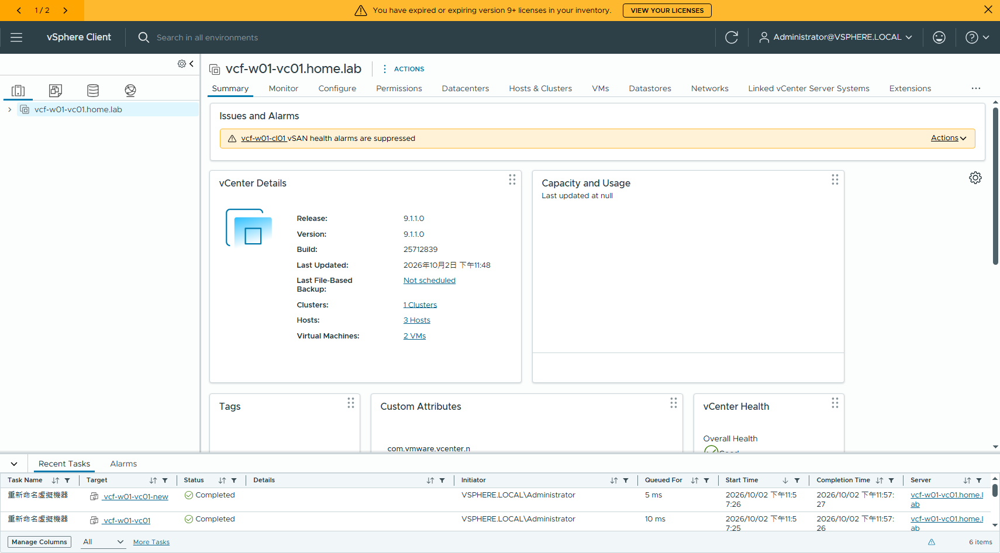 1 / 2
You have expired or expiring version 9+ licenses in your inventory.
VIEW YOUR LICENSES
vSphere Client
Search in all environments
Administrator@VSPHERE.LOCAL
vcf-w01-vc01.home.lab
vcf-w01-vc01.home.lab
ACTIONS
Summary
Monitor
Configure
Permissions
Datacenters
Hosts & Clusters
VMs
Datastores
Networks
Linked vCenter Server Systems
Extensions
Issues and Alarms
vcf-w01-cl01 vSAN health alarms are suppressed
Actions
vCenter Details
Release: 9.1.1.0
Version: 9.1.1.0
Build: 25712839
Last Updated: 2026年10月2日 下午11:48
Last File-Based
Backup:
Not scheduled
Clusters: 1 Clusters
Hosts: 3 Hosts
Virtual Machines: 2 VMs
Capacity and Usage
Last updated at null
Tags
Custom Attributes
com.vmware.vcenter.n
vCenter Health
Overall Health
Good
Recent Tasks
Alarms
Task Name Target Status Details Initiator Queued For Start Time Completion Time Server
重新命名虛擬機器 vcf-w01-vc01-new Completed VSPHERE.LOCAL\Administrator 5 ms 2026/10/02 下午11:5 2026/10/02 下午11:57: vcf-w01-vc01.home.l
7:26 27 ab
重新命名虛擬機器 vcf-w01-vc01 Completed VSPHERE.LOCAL\Administrator 10 ms 2026/10/02 下午11:5 2026/10/02 下午11:57: vcf-w01-vc01.home.l
7:25 26 ab
Manage Columns
All
More Tasks
6 items